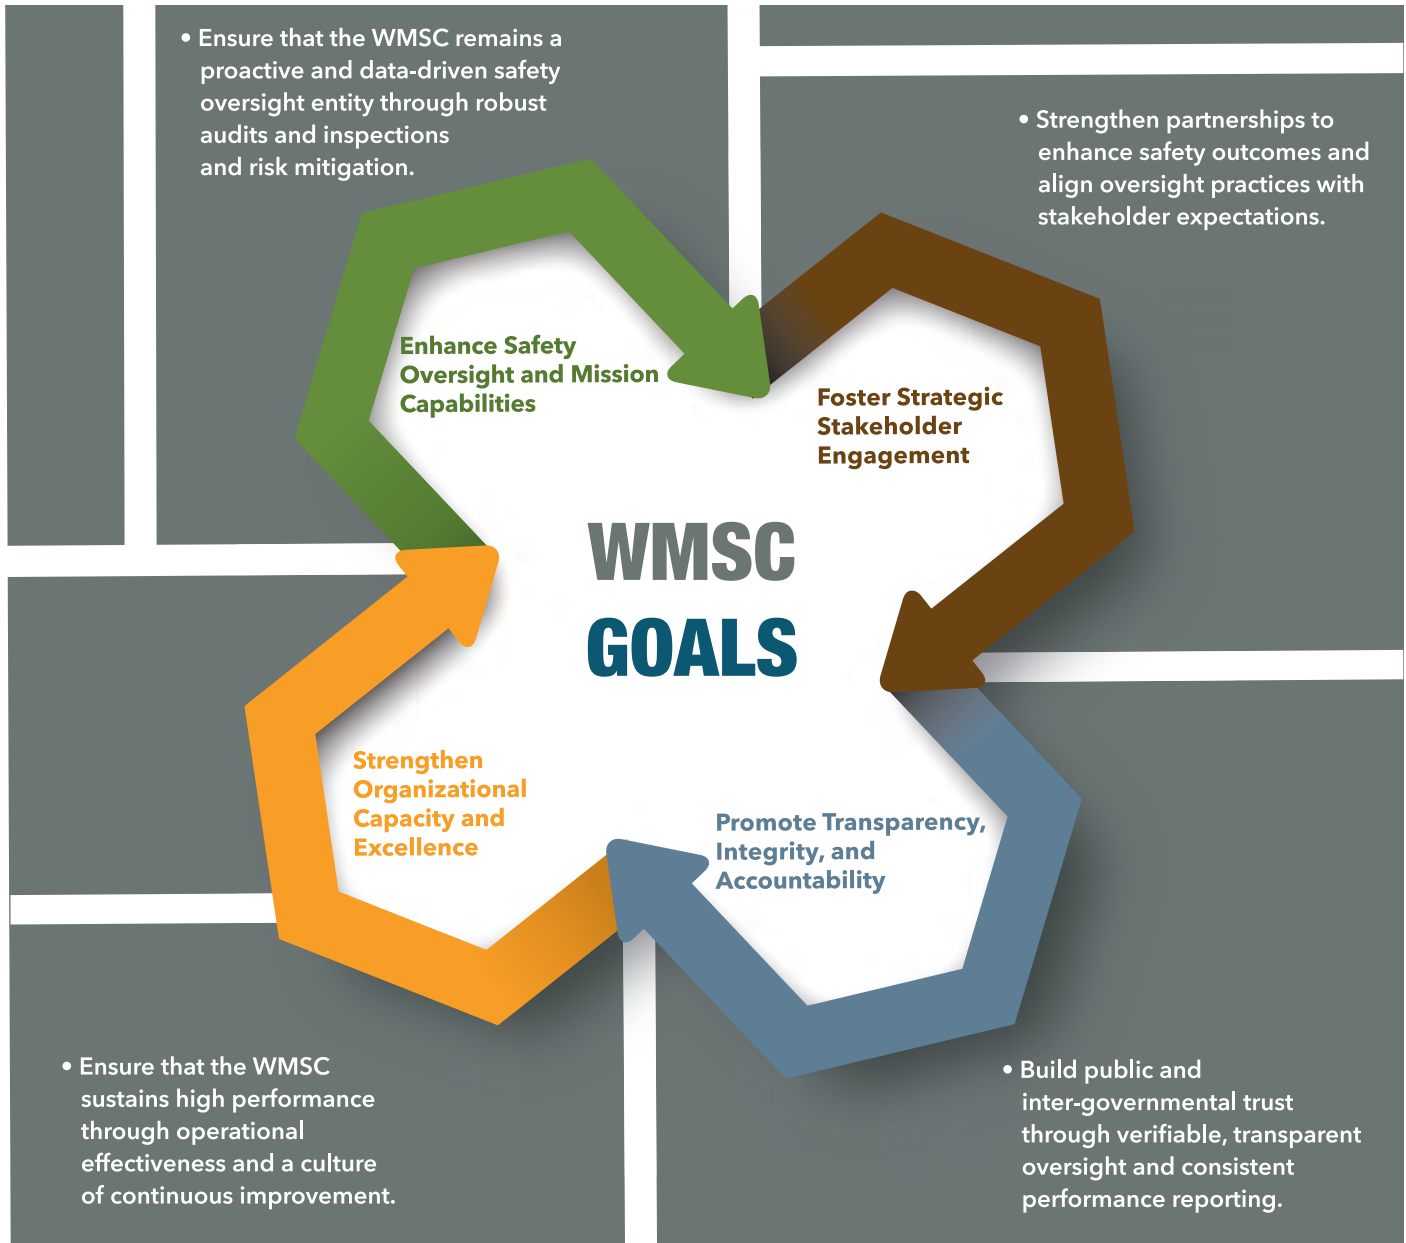 • Ensure that the WMSC remains a
proactive and data-driven safety
oversight entity through robust
audits and inspections
and risk mitigation.
• Strengthen partnerships to
enhance safety outcomes and
align oversight practices with
stakeholder expectations.
Enhance Safety
Oversight and Mission
Capabilities
Foster Strategic
Stakeholder
Engagement
WMSC
GOALS
Strengthen
Organizational
Capacity and
Excellence
Promote Transparency,
Integrity, and
Accountability
• Ensure that the WMSC
sustains high performance
through operational
effectiveness and a culture
of continuous improvement.
• Build public and
inter-governmental trust
through verifiable, transparent
oversight and consistent
performance reporting.